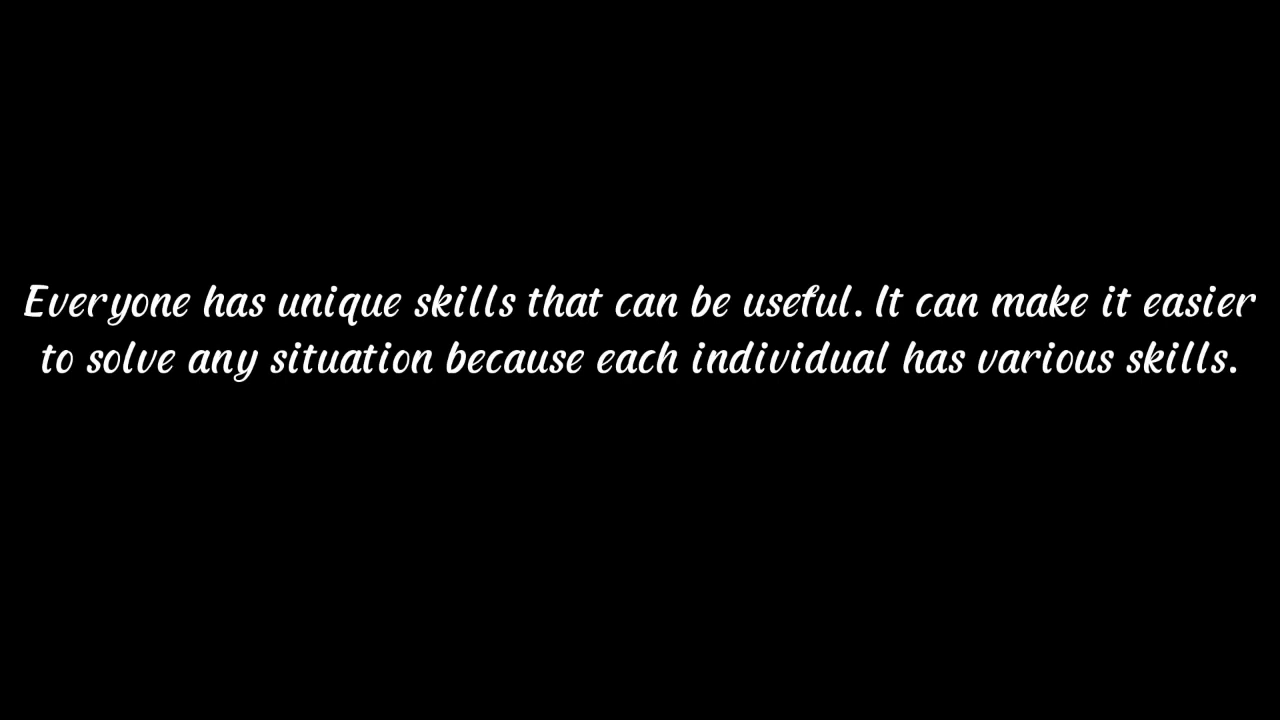 Everyone has unique skills that can be useful. It can make it easier
to solve any situation because each individual has various skills.